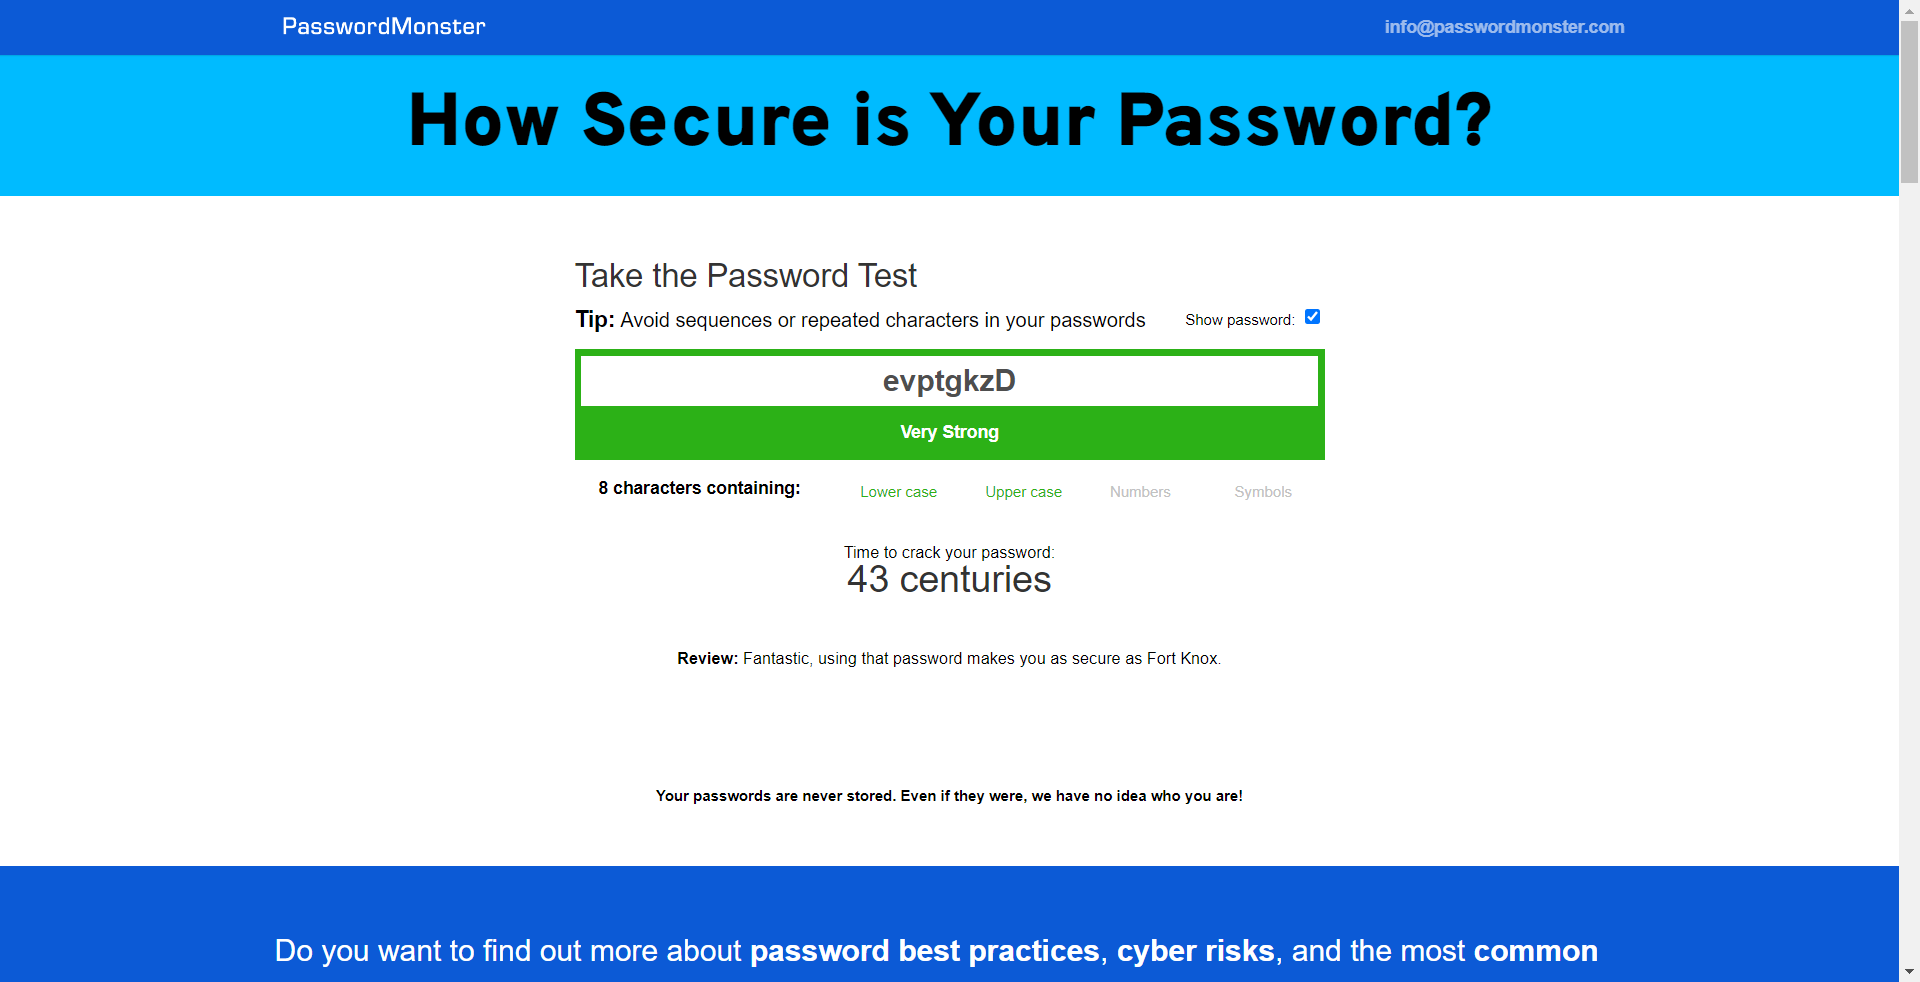 PasswordMonster
info@passwordmonster.com
How Secure is Your Password?
Take the Password Test
Tip: Avoid sequences or repeated characters in your passwords
Show password:
evptgkzD
Very Strong
8 characters containing:
Lower case
Upper case
Numbers
Symbols
Time to crack your password:
43 centuries
Review: Fantastic, using that password makes you as secure as Fort Knox.
Your passwords are never stored. Even if they were, we have no idea who you are!
Do you want to find out more about password best practices, cyber risks, and the most common